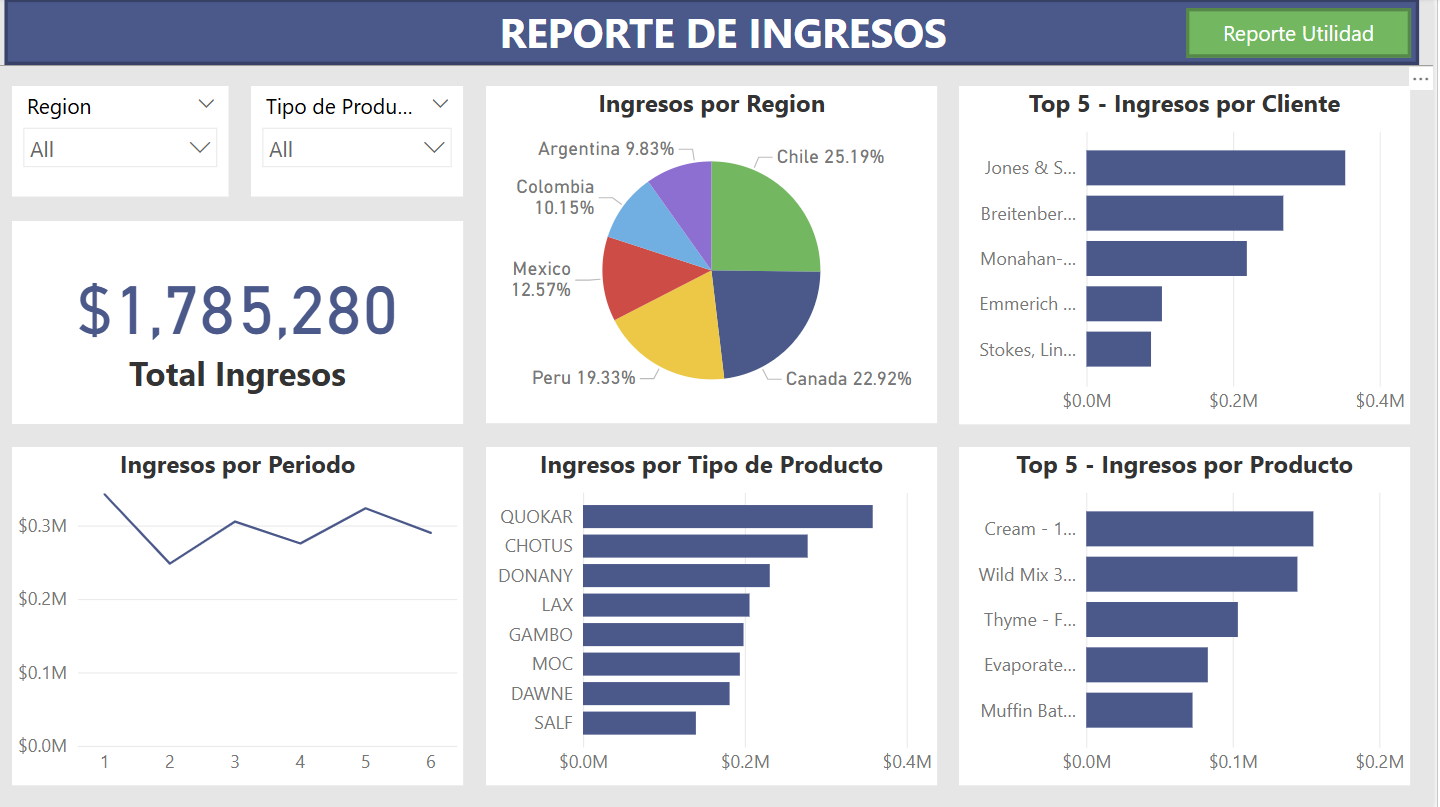 REPORTE DE INGRESOS
Reporte Utilidad
Region
All
Tipo de Produ...
All
$1,785,280
Total Ingresos
Ingresos por Region
Argentina 9.83%
Chile 25.19%
Colombia
10.15%
Mexico
12.57%
Peru 19.33%
Canada 22.92%
Top 5 - Ingresos por Cliente
Jones & S...
Breitenber...
Monahan-...
Emmerich ...
Stokes, Lin...
$0.0M
$0.2M
$0.4M
Ingresos por Periodo
$0.3M
$0.2M
$0.1M
$0.0M
1
2
3
4
5
6
Ingresos por Tipo de Producto
QUOKAR
CHOTUS
DONANY
LAX
GAMBO
MOC
DAWNE
SALF
$0.0M
$0.2M
$0.4M
Top 5 - Ingresos por Producto
Cream - 1...
Wild Mix 3...
Thyme - F...
Evaporate...
Muffin Bat...
$0.0M
$0.1M
$0.2M